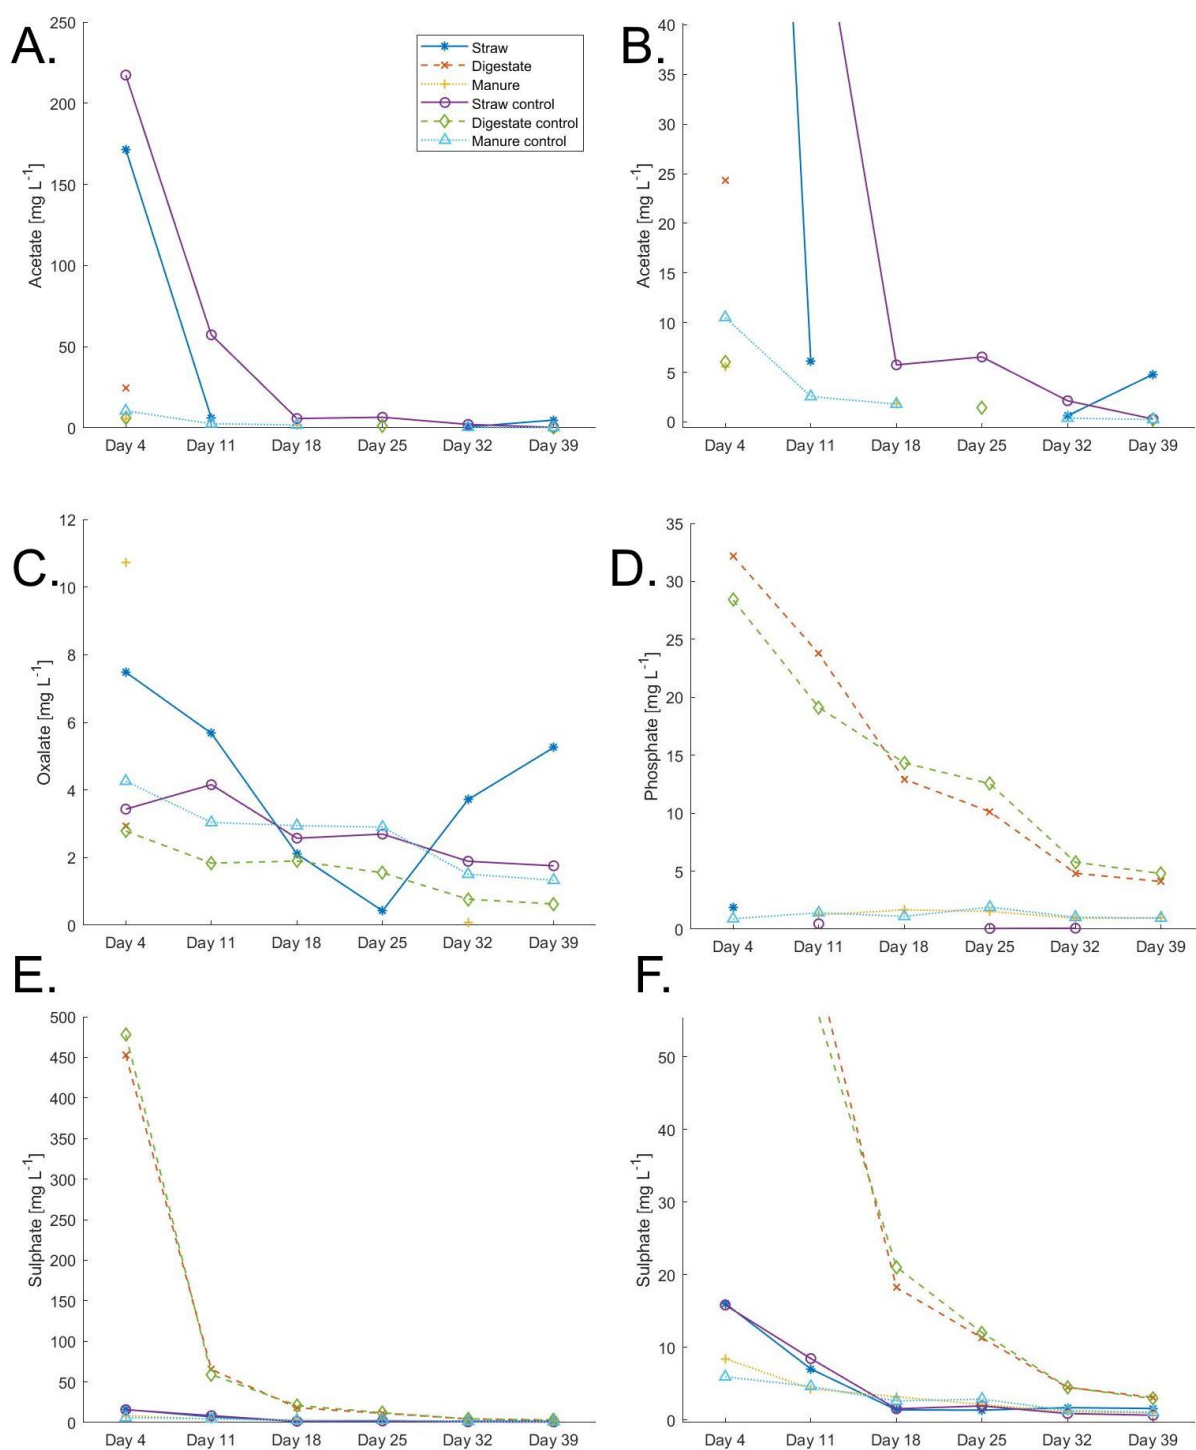 A.
250
200
150
100
50
0
Acetate [mg L-1]
Day 4 Day 11 Day 18 Day 25 Day 32 Day 39
Straw
Digestate
Manure
Straw control
Digestate control
Manure control
B.
40
35
30
25
20
15
10
5
0
Acetate [mg L-1]
Day 4 Day 11 Day 18 Day 25 Day 32 Day 39
C.
12
10
8
6
4
2
0
Oxalate [mg L-1]
Day 4 Day 11 Day 18 Day 25 Day 32 Day 39
D.
35
30
25
20
15
10
5
0
Phosphate [mg L-1]
Day 4 Day 11 Day 18 Day 25 Day 32 Day 39
E.
500
450
400
350
300
250
200
150
100
50
0
Sulphate [mg L-1]
Day 4 Day 11 Day 18 Day 25 Day 32 Day 39
F.
50
40
30
20
10
0
Sulphate [mg L-1]
Day 4 Day 11 Day 18 Day 25 Day 32 Day 39